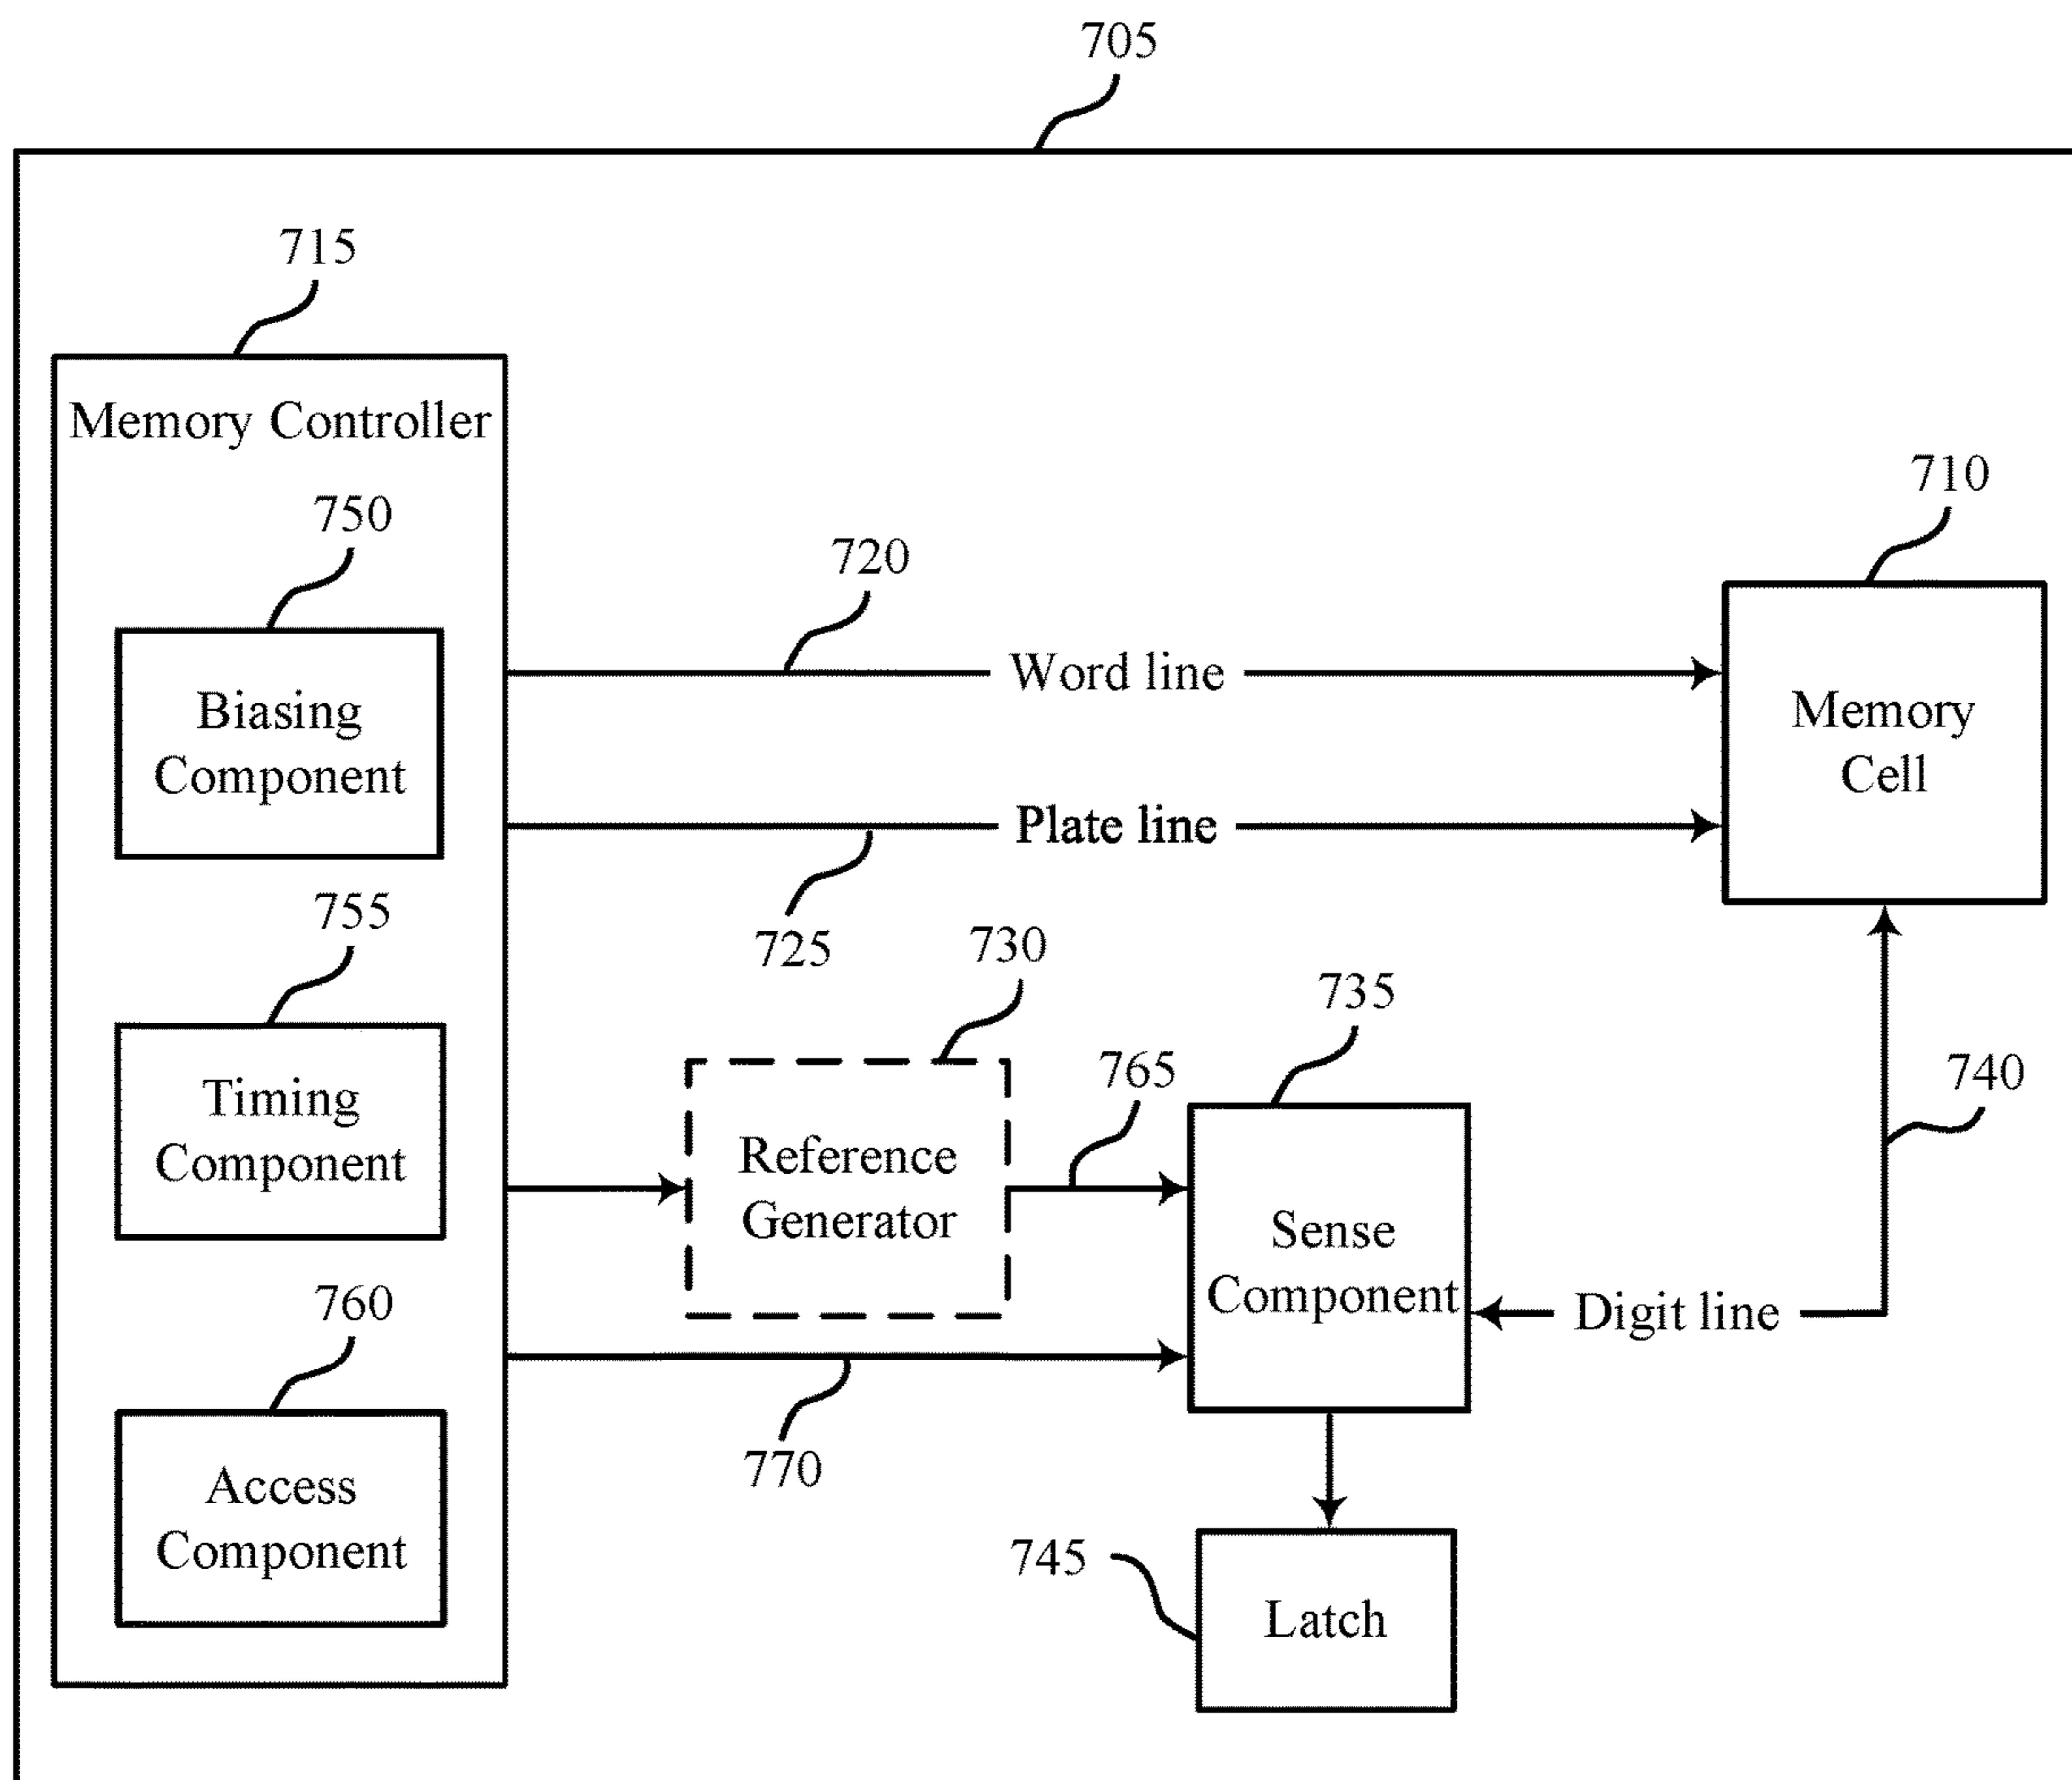 705
715
Memory Controller
750
Biasing
Component
720
Word line
710
Memory
Cell
Plate line
725
755
Timing
Component
730
Reference
Generator
765
735
Sense
Component
740
Digit line
760
Access
Component
770
745
Latch